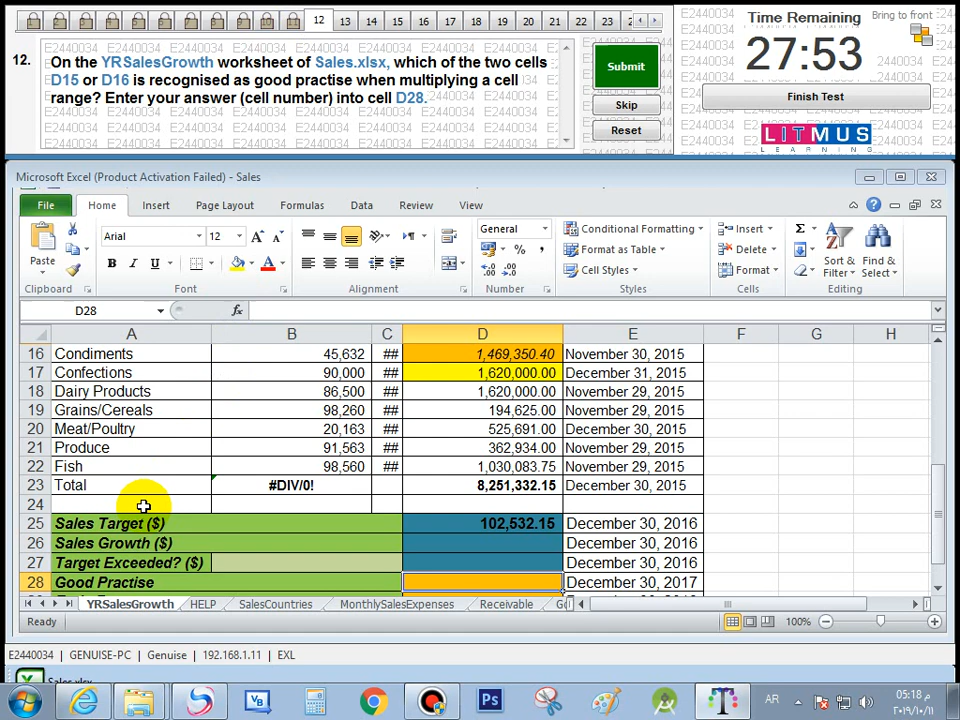 12 13 14 15 16 17 18 19 20 21 22 23
12. On the YRSalesGrowth worksheet of Sales.xlsx, which of the two cells
D15 or D16 is recognised as good practise when multiplying a cell
range? Enter your answer (cell number) into cell D28.
Submit
Skip
Reset
Time Remaining
Bring to front
27:53
Finish Test
LITMUS
LEARNING
Microsoft Excel (Product Activation Failed) - Sales
File Home Insert Page Layout Formulas Data Review View
Arial 12 General Conditional Formatting Insert Σ
Paste B I U A $ % , Format as Table Delete Sort & Find &
Cell Styles Format Filter Select
Clipboard Font Alignment Number Styles Cells Editing
D28 fx
A B C D E F G H
16 Condiments 45,632 ## 1,469,350.40 November 30, 2015
17 Confections 90,000 ## 1,620,000.00 December 31, 2015
18 Dairy Products 86,500 ## 1,620,000.00 November 29, 2015
19 Grains/Cereals 98,260 ## 194,625.00 November 29, 2015
20 Meat/Poultry 20,163 ## 525,691.00 December 30, 2015
21 Produce 91,563 ## 362,934.00 November 29, 2015
22 Fish 98,560 ## 1,030,083.75 November 29, 2015
23 Total #DIV/0! 8,251,332.15 December 30, 2015
24
25 Sales Target ($) 102,532.15 December 30, 2016
26 Sales Growth ($) December 30, 2016
27 Target Exceeded? ($) December 30, 2016
28 Good Practise December 30, 2017
YRSalesGrowth HELP SalesCountries MonthlySalesExpenses Receivable
Ready 100%
E2440034 | GENUISE-PC | Genuise | 192.168.1.11 | EXL
Sales.xlsx
AR
05:18 م
٢٠١٩/١٠/١١